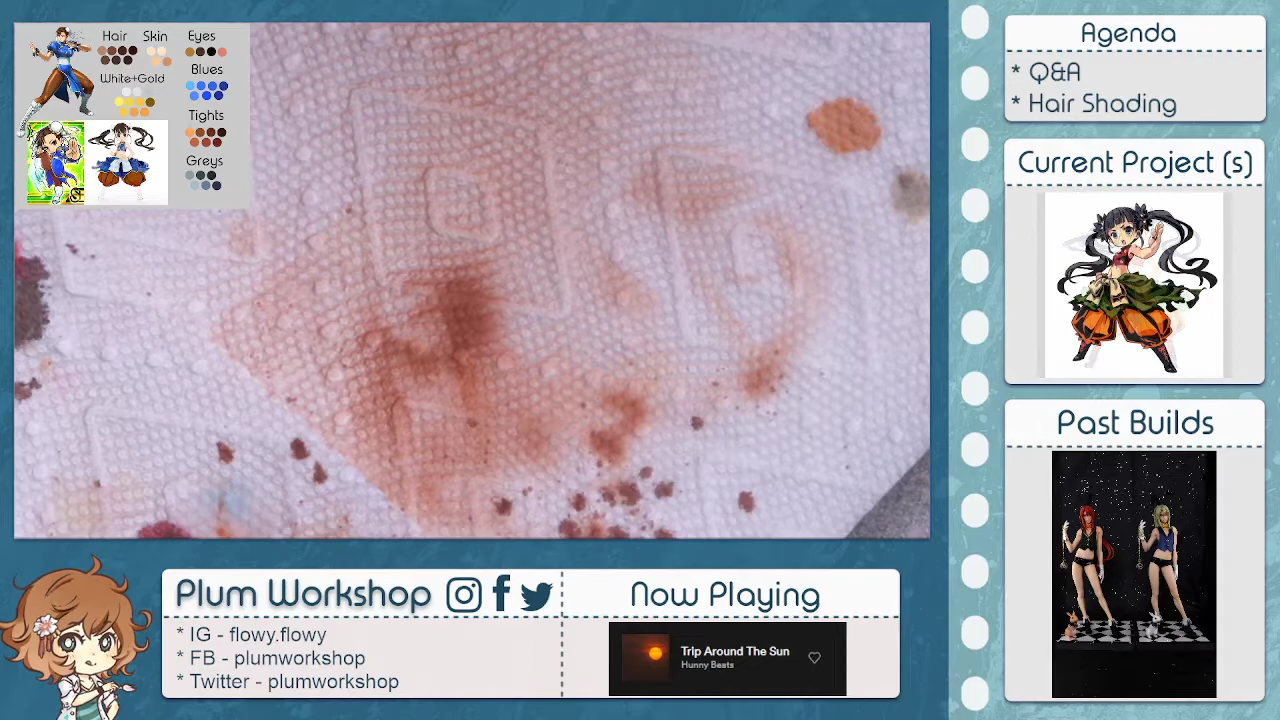 Hair
Skin
Eyes
White+Gold
Blues
Tights
Greys
Agenda
* Q&A
* Hair Shading
Current Project (s)
Past Builds
Plum Workshop
* IG - flowy.flowy
* FB - plumworkshop
* Twitter - plumworkshop
Now Playing
Trip Around The Sun
Hunny Beats